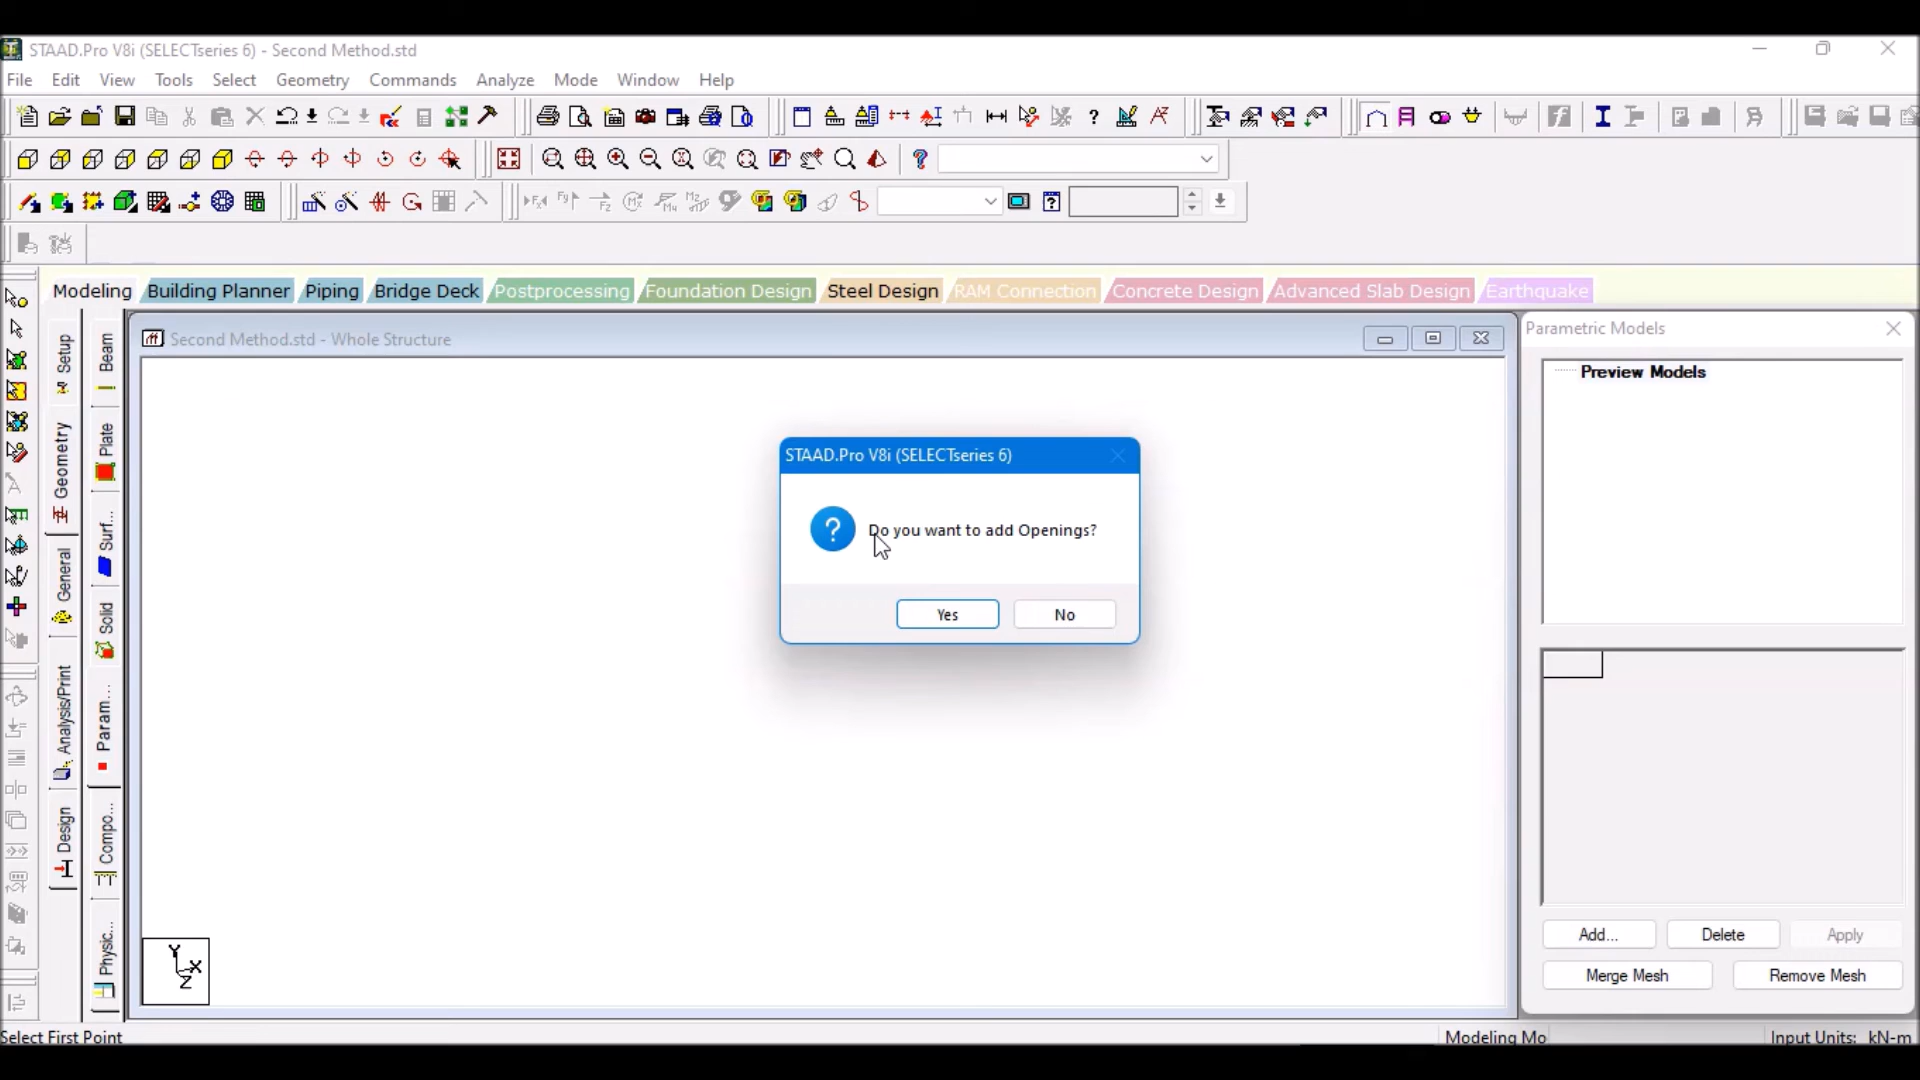 STAAD.Pro V8i (SELECTseries 6) - Second Method.std
File Edit View Tools Select Geometry Commands Analyze Mode Window Help
Modeling Building Planner Piping Bridge Deck Postprocessing Foundation Design Steel Design RAM Connection Concrete Design Advanced Slab Design Earthquake
Setup
Geometry
General
Analysis/Print
Design
Beam
Plate
Surf...
Solid
Param...
Compo...
Physic...
Second Method.std - Whole Structure
STAAD.Pro V8i (SELECTseries 6)
Do you want to add Openings?
Yes No
Y
X
Z
Parametric Models
Preview Models
Add... Delete Apply
Merge Mesh Remove Mesh
Select First Point
Modeling Mo
Input Units: kN-m